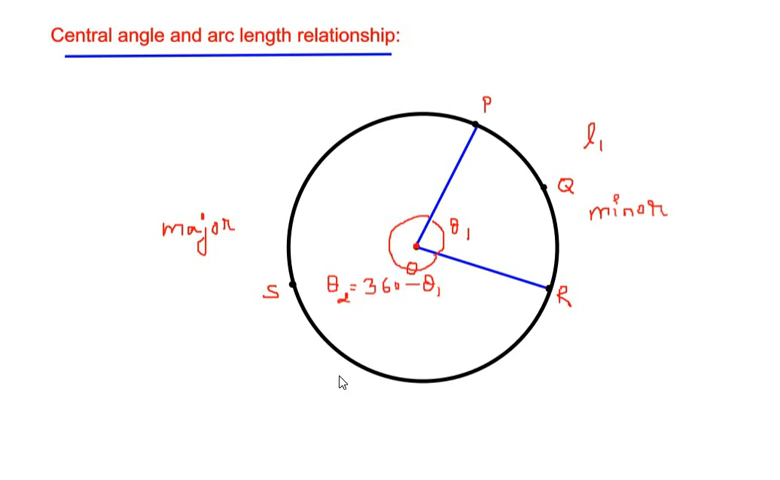 Central angle and arc length relationship:
P
l₁
Q
minor
major
θ₁
O
S
θ₂ = 360 - θ₁
R